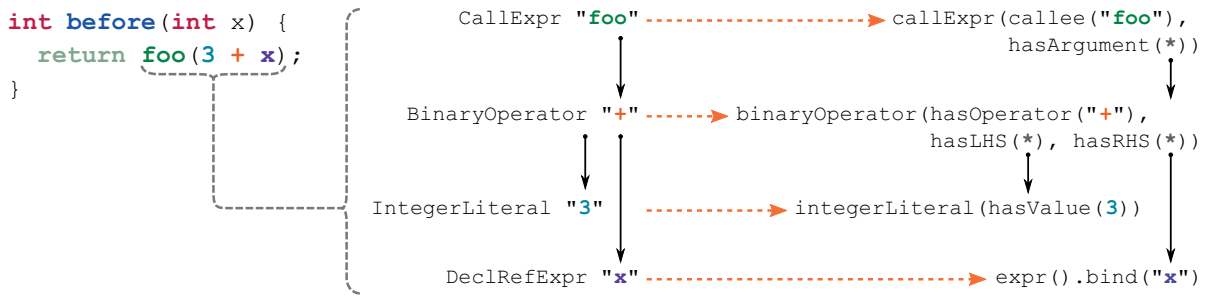 int before(int x) {
  return foo(3 + x);
}
CallExpr "foo"
BinaryOperator "+"
IntegerLiteral "3"
DeclRefExpr "x"
callExpr(callee("foo"),
hasArgument(*))
binaryOperator(hasOperator("+"),
hasLHS(*), hasRHS(*))
integerLiteral(hasValue(3))
expr().bind("x")